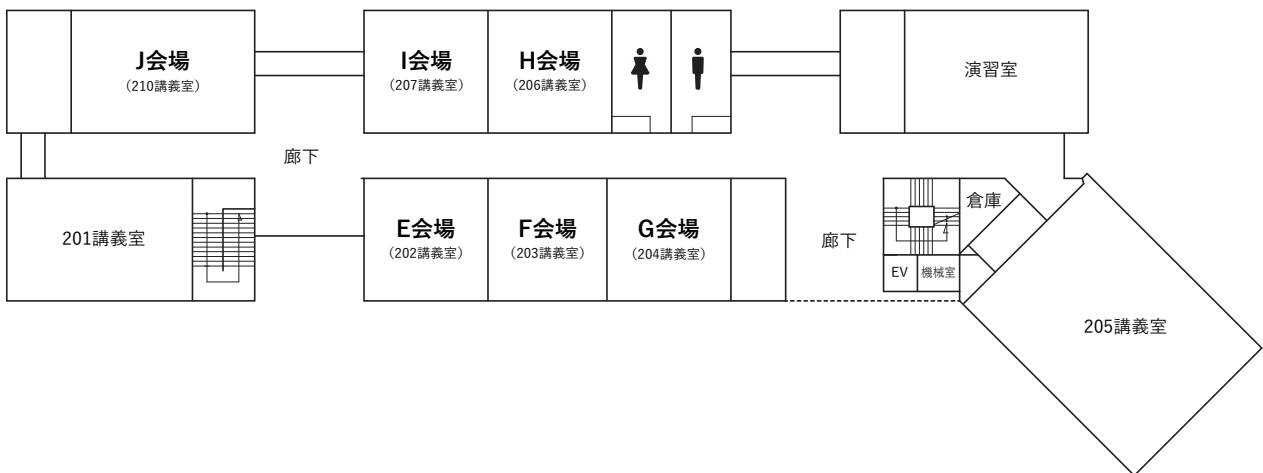 J会場
（210講義室）
I会場
（207講義室）
H会場
（206講義室）
演習室
廊下
201講義室
E会場
（202講義室）
F会場
（203講義室）
G会場
（204講義室）
廊下
倉庫
EV
機械室
205講義室